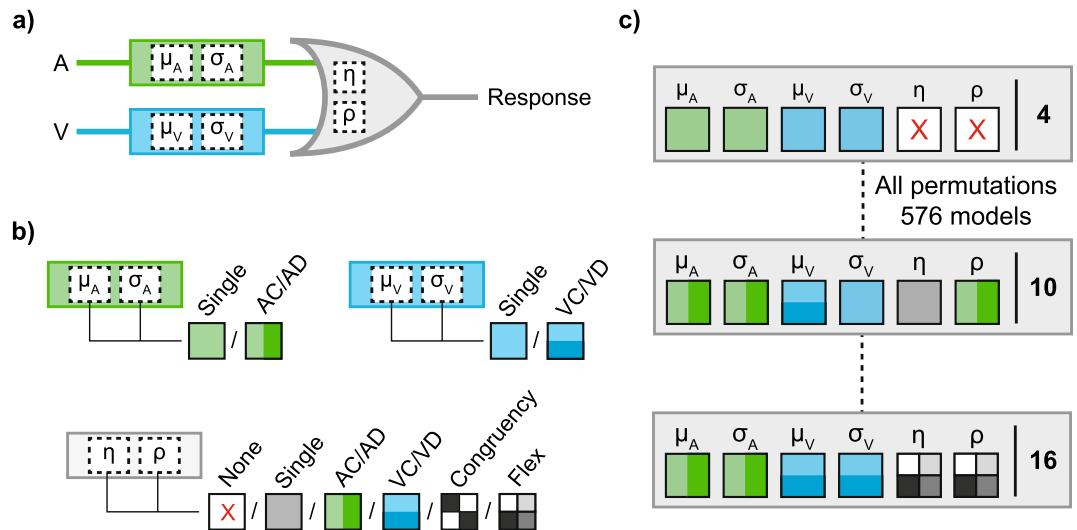 a)
A
μA σA
V
μV σV
η
ρ
Response
b)
μA σA
Single / AC/AD
μV σV
Single / VC/VD
η ρ
None / Single / AC/AD / VC/VD / Congruency / Flex
X
c)
μA σA μV σV η ρ
X X
4
All permutations
576 models
μA σA μV σV η ρ
10
μA σA μV σV η ρ
16